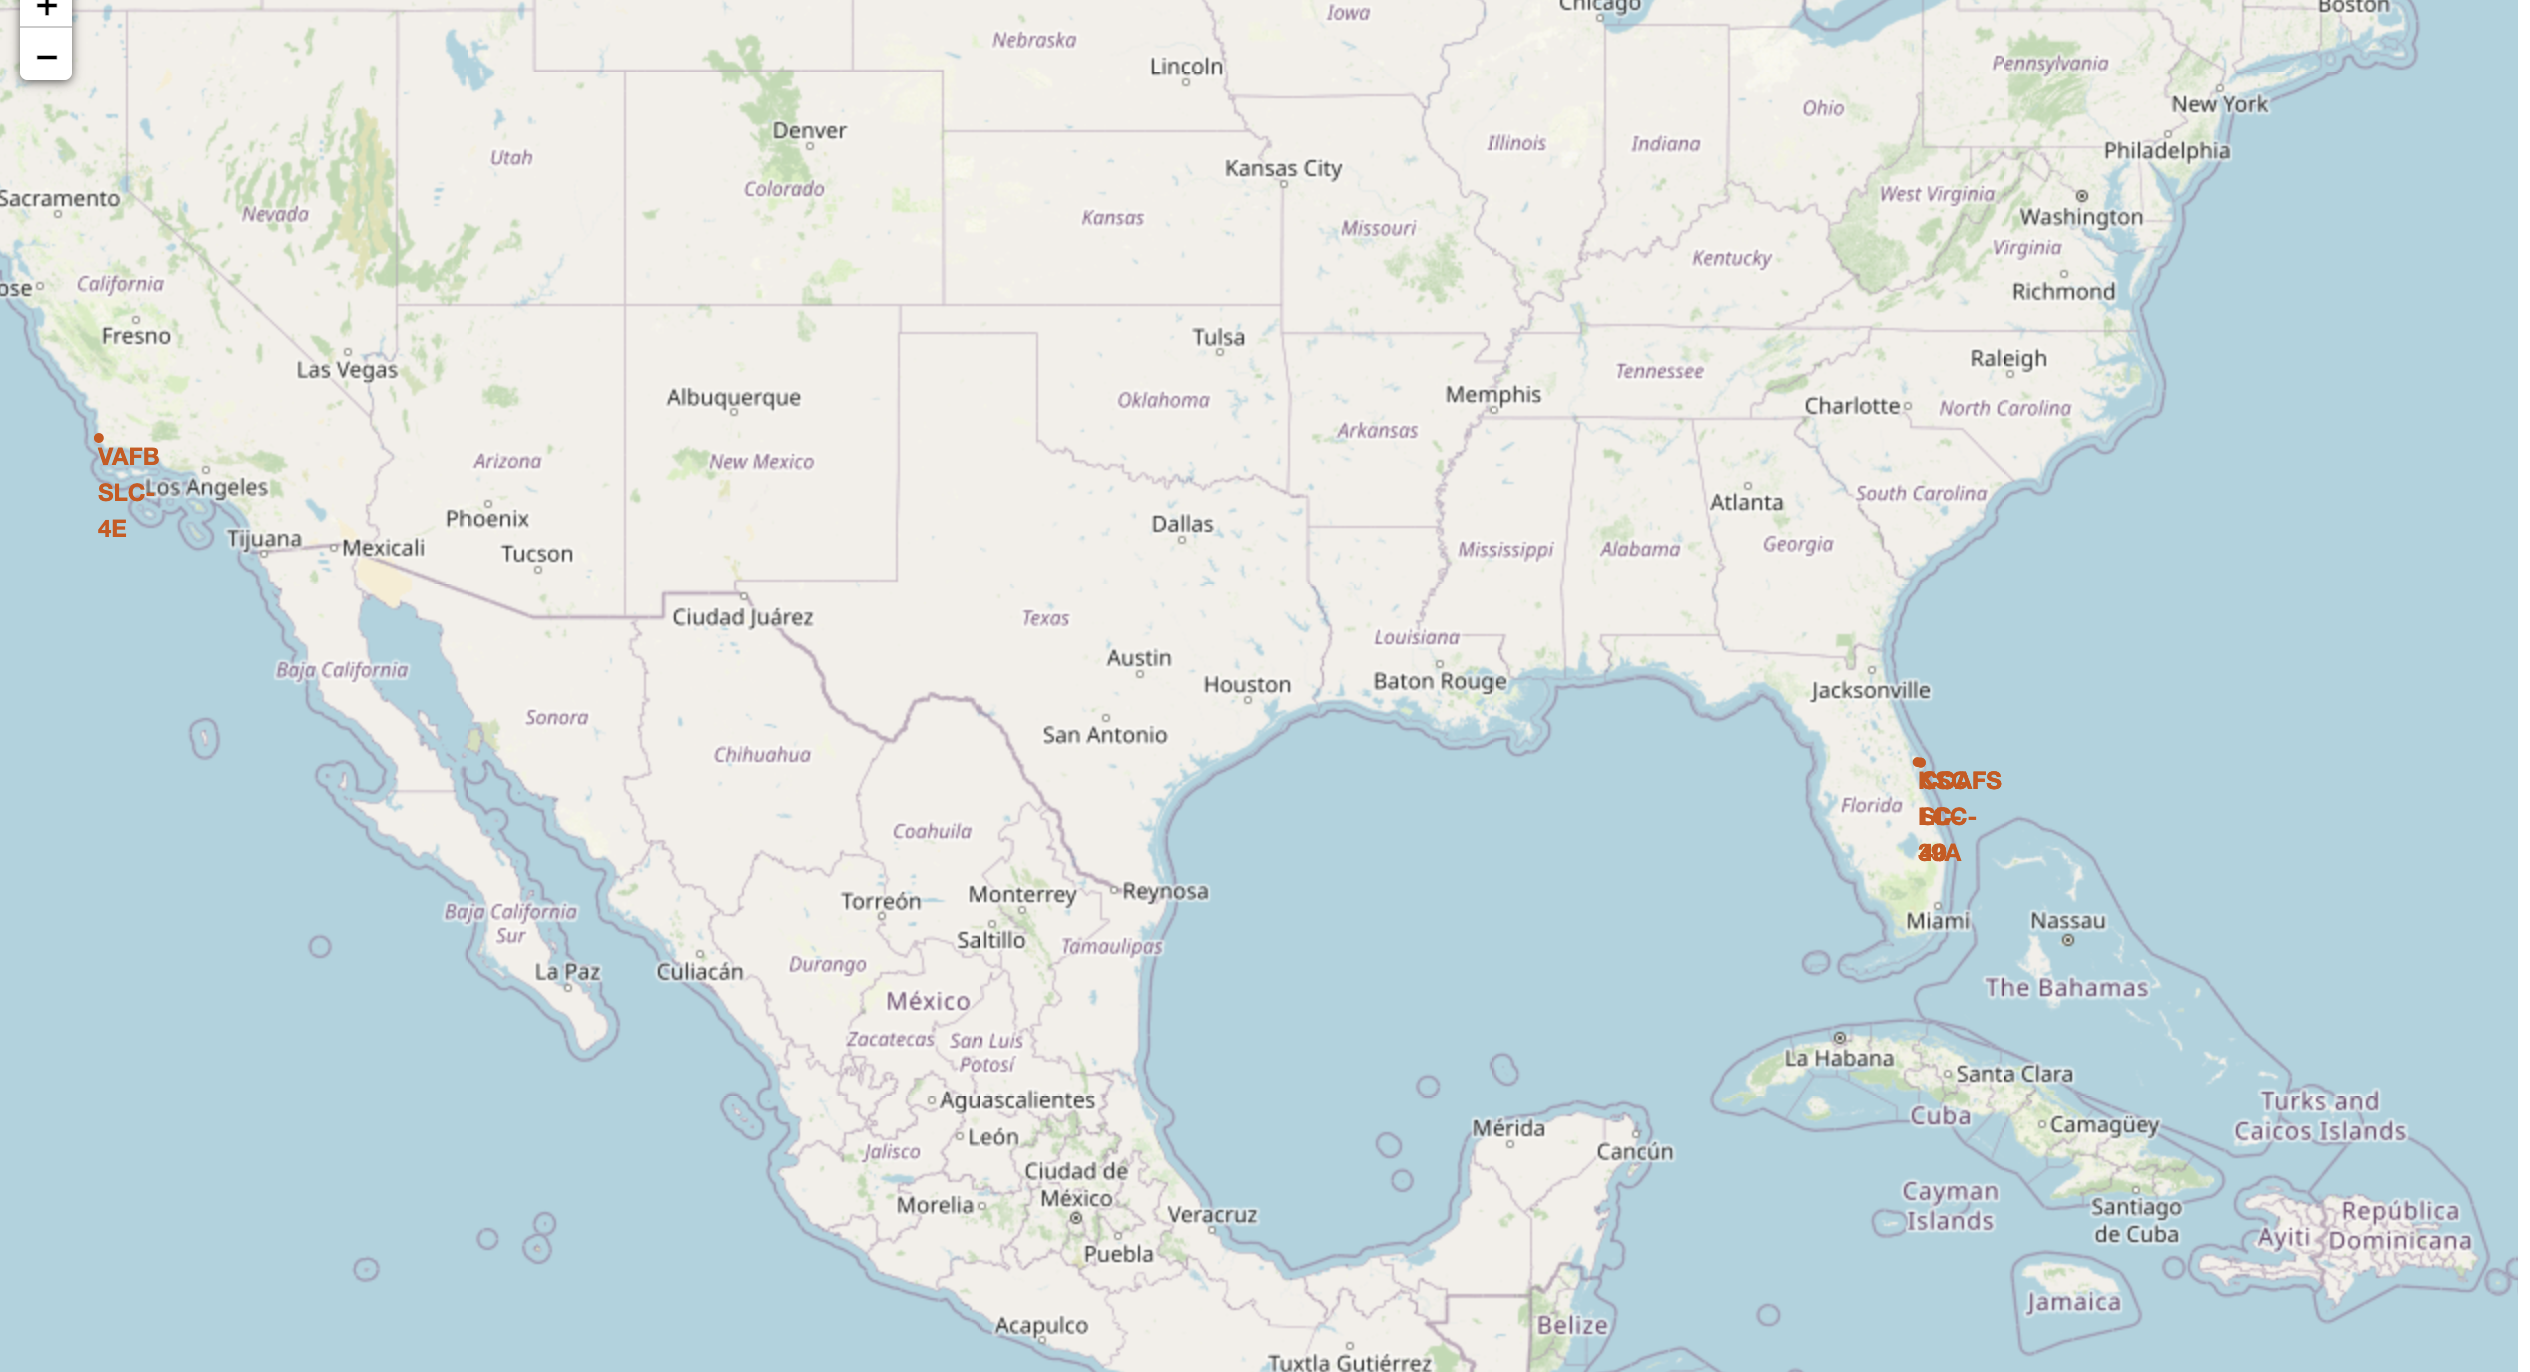 +
−
Chicago
Iowa
Boston
Nebraska
Lincoln
Pennsylvania
New York
Ohio
Denver
Illinois
Indiana
Philadelphia
Utah
Kansas City
Colorado
Sacramento
West Virginia
Nevada
Kansas
Washington
Missouri
Virginia
Kentucky
California
ose
Richmond
Fresno
Tulsa
Las Vegas
Raleigh
Tennessee
Albuquerque
Memphis
Oklahoma
Charlotte
North Carolina
Arkansas
VAFB
SLC-
4E
Arizona
New Mexico
Los Angeles
South Carolina
Atlanta
Phoenix
Dallas
Tijuana
Mexicali
Tucson
Mississippi
Alabama
Georgia
Ciudad Juárez
Texas
Louisiana
Austin
Baja California
Houston
Baton Rouge
Jacksonville
Sonora
San Antonio
Chihuahua
Florida
Coahuila
Torreón
Monterrey
Reynosa
Baja California
Sur
Saltillo
Tamaulipas
Miami
Nassau
La Paz
Culiacán
Durango
The Bahamas
México
Zacatecas
San Luis
Potosí
La Habana
Santa Clara
Aguascalientes
Cuba
Turks and
Caicos Islands
León
Mérida
Camagüey
Jalisco
Cancún
Ciudad de
México
Morelia
Veracruz
Cayman
Islands
Santiago
de Cuba
República
Dominicana
Ayiti
Puebla
Jamaica
Acapulco
Belize
Tuxtla Gutiérrez